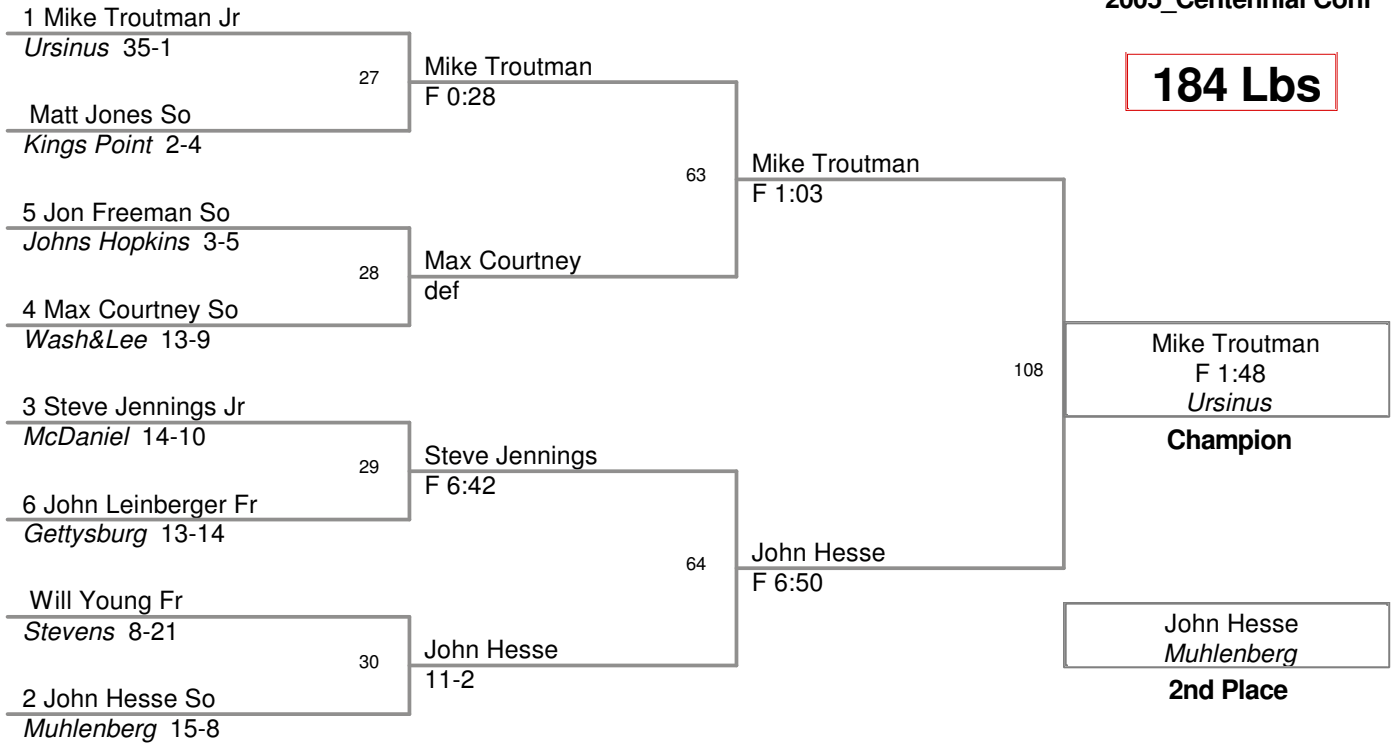 2005_Centennial Conf
184 Lbs
1 Mike Troutman Jr
Ursinus 35-1
27
Matt Jones So
Kings Point 2-4
Mike Troutman
F 0:28
5 Jon Freeman So
Johns Hopkins 3-5
28
4 Max Courtney So
Wash&Lee 13-9
Max Courtney
def
63
Mike Troutman
F 1:03
3 Steve Jennings Jr
McDaniel 14-10
29
6 John Leinberger Fr
Gettysburg 13-14
Steve Jennings
F 6:42
Will Young Fr
Stevens 8-21
30
2 John Hesse So
Muhlenberg 15-8
John Hesse
11-2
64
John Hesse
F 6:50
108
Mike Troutman
F 1:48
Ursinus
Champion
John Hesse
Muhlenberg
2nd Place